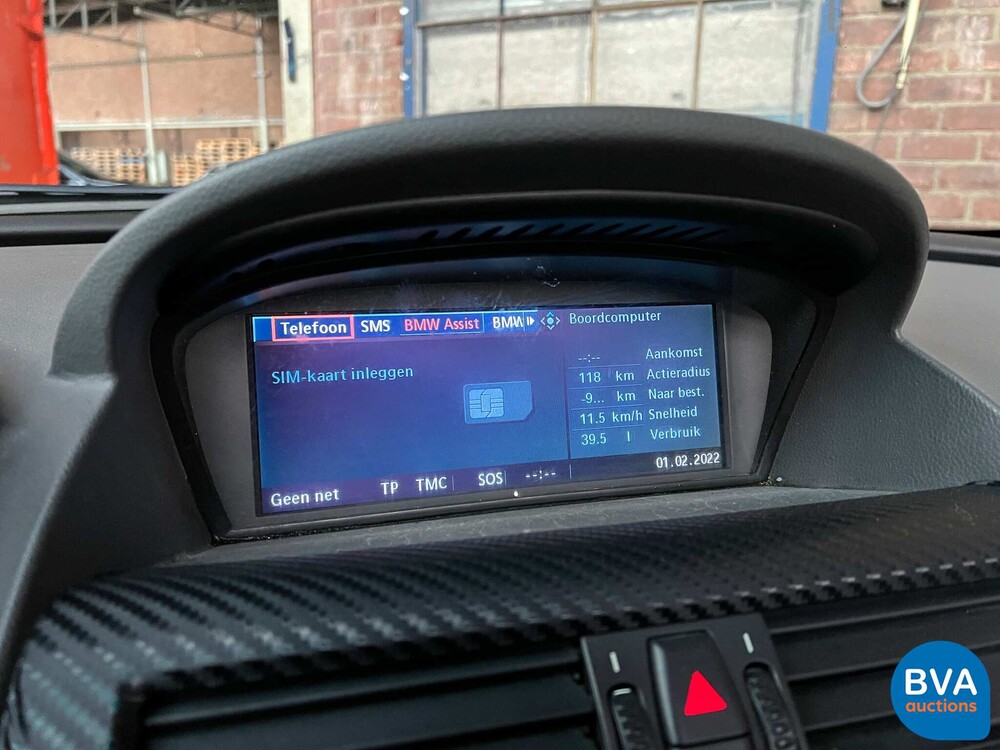 Telefoon SMS BMW Assist BMW
Boordcomputer
SIM-kaart inleggen
--:-- Aankomst
118 km Actieradius
-9... km Naar best.
11.5 km/h Snelheid
39.5 l Verbruik
01.02.2022
Geen net TP TMC SOS --:--
BVA
auctions